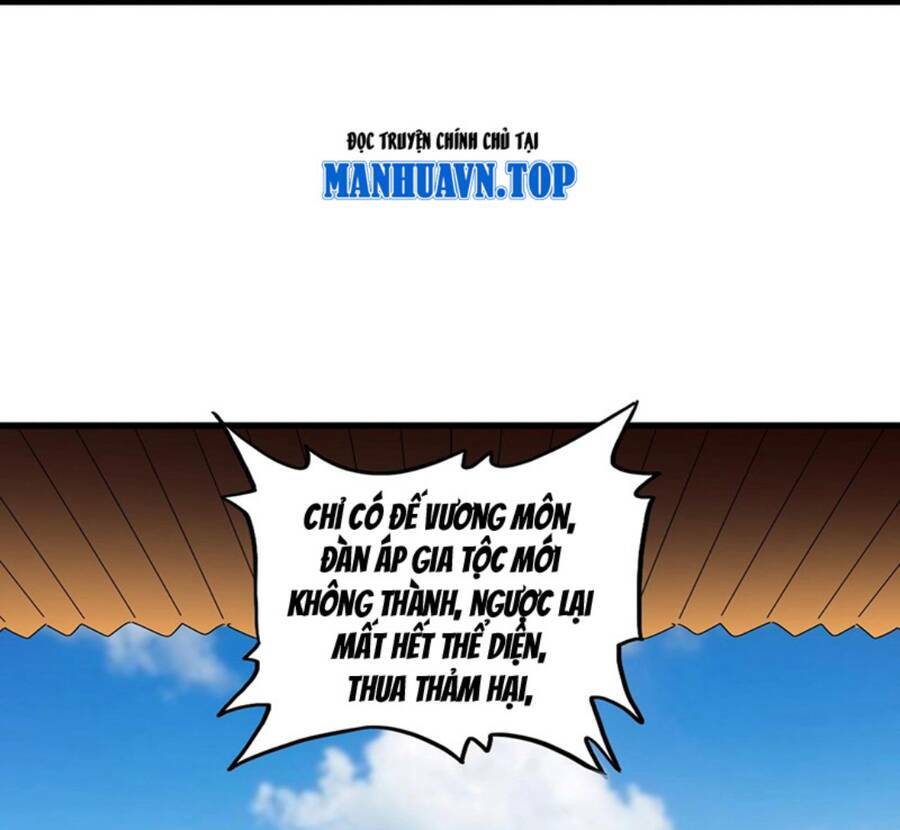 ĐỌC TRUYỆN CHÍNH CHỦ TẠI
MANHUAVN.TOP
CHỈ CÓ ĐẾ VƯƠNG MÔN,
ĐÀN ÁP GIA TỘC MỚI
KHÔNG THÀNH, NGƯỢC LẠI
MẤT HẾT THỂ DIỆN,
THUA THẢM HẠI,